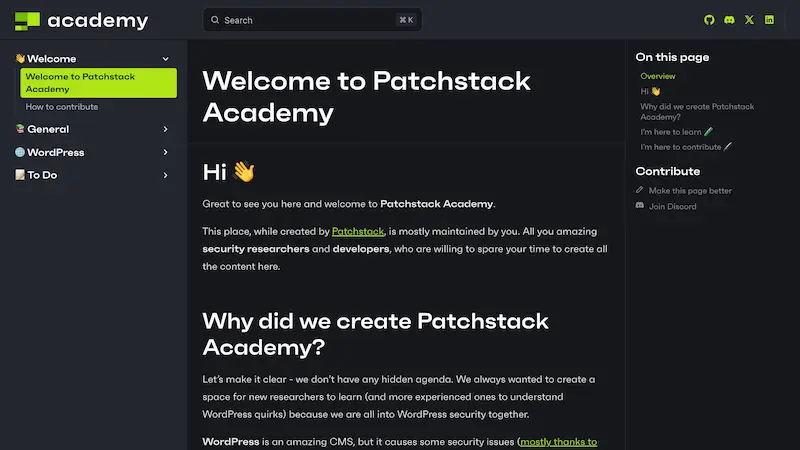 academy
Search
⌘ K
👋 Welcome
Welcome to Patchstack
Academy
How to contribute
📚 General
🌐 WordPress
📝 To Do
Welcome to Patchstack
Academy
Hi 👋
Great to see you here and welcome to Patchstack Academy.
This place, while created by Patchstack, is mostly maintained by you. All you amazing
security researchers and developers, who are willing to spare your time to create all
the content here.
Why did we create Patchstack
Academy?
Let's make it clear - we don't have any hidden agenda. We always wanted to create a
space for new researchers to learn (and more experienced ones to understand
WordPress quirks) because we are all into WordPress security together.
WordPress is an amazing CMS, but it causes some security issues (mostly thanks to
On this page
Overview
Hi 👋
Why did we create Patchstack
Academy?
I'm here to learn 🧪
I'm here to contribute 🖋
Contribute
Make this page better
Join Discord